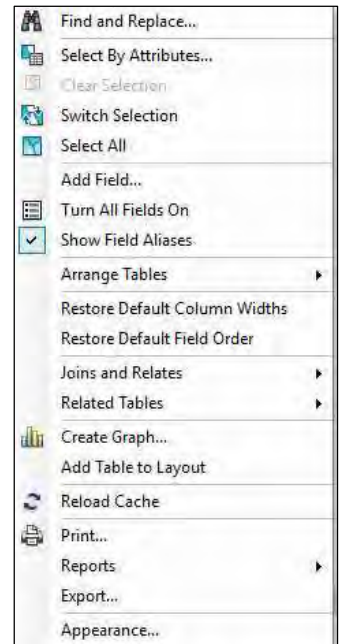 Find and Replace...
Select By Attributes...
Clear Selection
Switch Selection
Select All
Add Field...
Turn All Fields On
Show Field Aliases
Arrange Tables
Restore Default Column Widths
Restore Default Field Order
Joins and Relates
Related Tables
Create Graph...
Add Table to Layout
Reload Cache
Print...
Reports
Export...
Appearance...